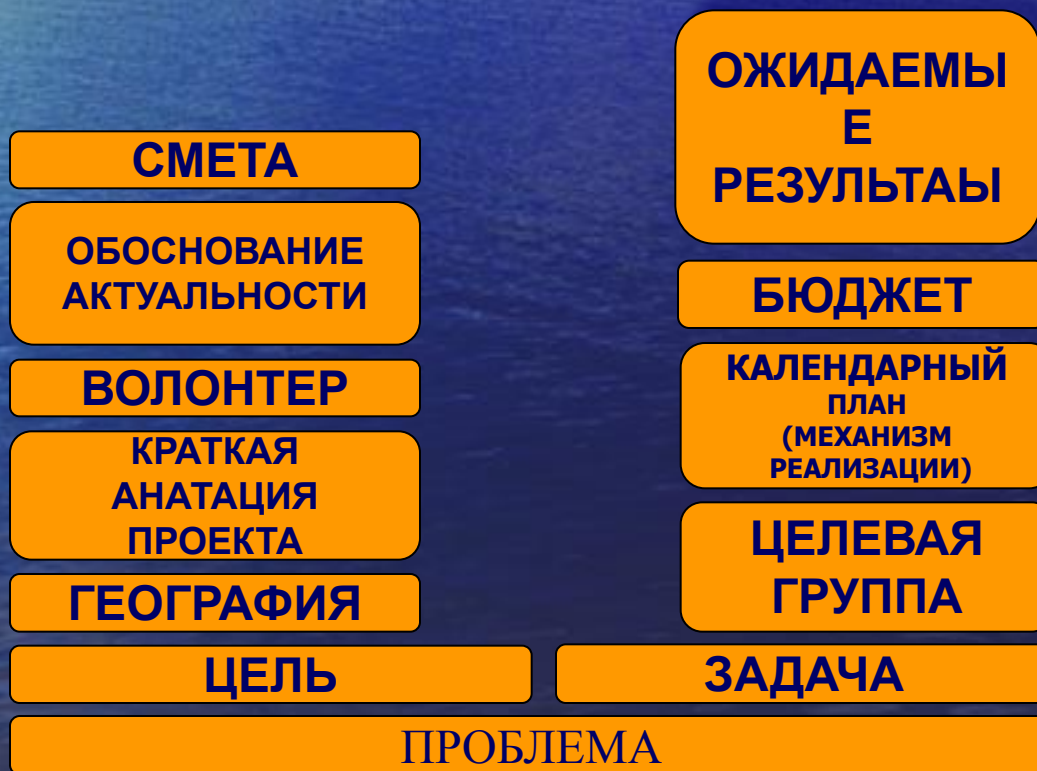 СМЕТА
ОБОСНОВАНИЕ
АКТУАЛЬНОСТИ
ВОЛОНТЕР
КРАТКАЯ
АНАТАЦИЯ
ПРОЕКТА
ГЕОГРАФИЯ
ОЖИДАЕМЫ
Е
РЕЗУЛЬТАЫ
БЮДЖЕТ
КАЛЕНДАРНЫЙ
ПЛАН
(МЕХАНИЗМ
РЕАЛИЗАЦИИ)
ЦЕЛЕВАЯ
ГРУППА
ЦЕЛЬ
ЗАДАЧА
ПРОБЛЕМА